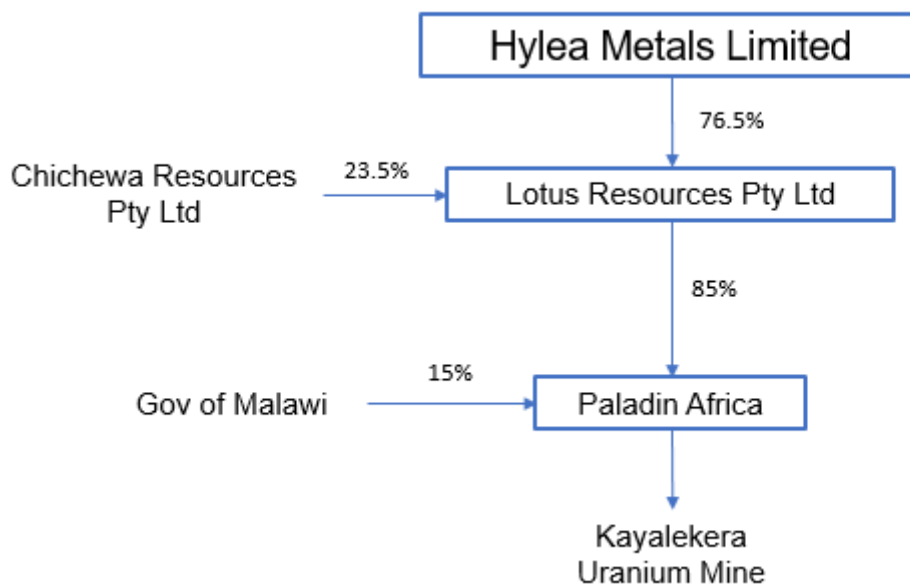 Hylea Metals Limited
76.5%
Chichewa Resources
Pty Ltd
23.5%
Lotus Resources Pty Ltd
85%
Gov of Malawi
15%
Paladin Africa
Kayalekera
Uranium Mine